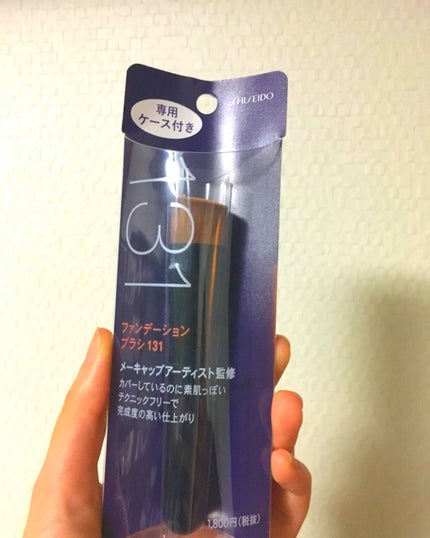 専用
ケース付き
SHISEIDO
131
ファンデーション
ブラシ131
メーキャップアーティスト監修
カバーしているのに素肌っぽい
テクニックフリーで
完成度の高い仕上がり
1,800円(税抜)